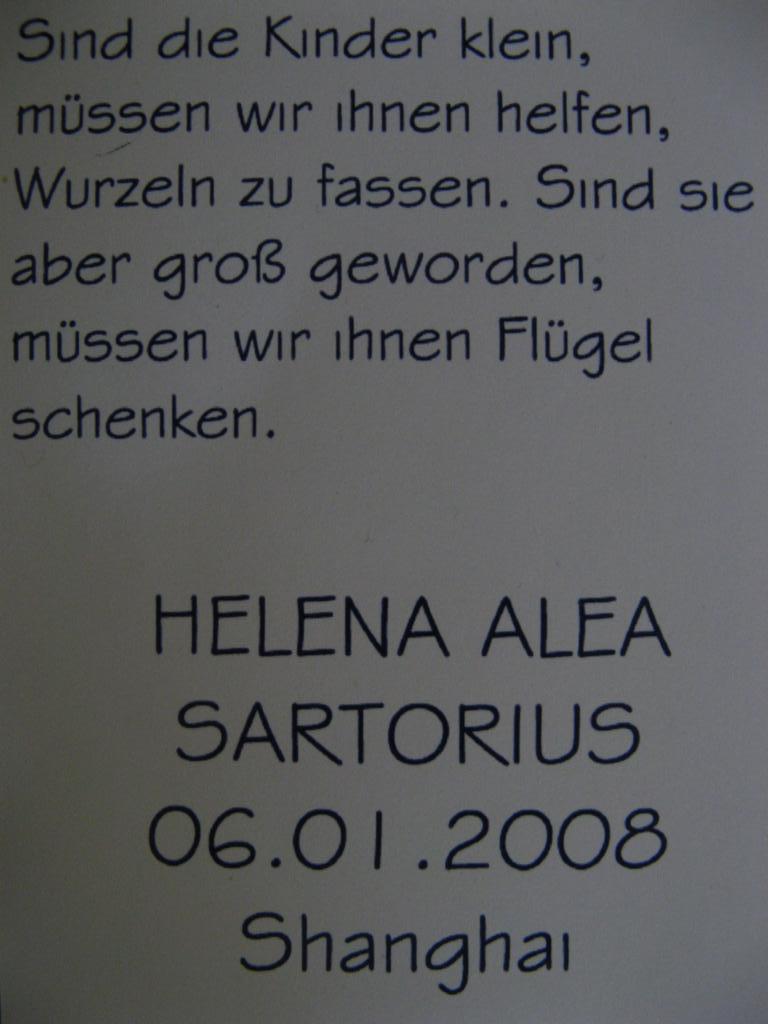 Sind die Kinder klein,
müssen wir ihnen helfen,
Wurzeln zu fassen. Sind sie
aber groß geworden,
müssen wir ihnen Flügel
schenken.
HELENA ALEA
SARTORIUS
06.01.2008
Shanghai